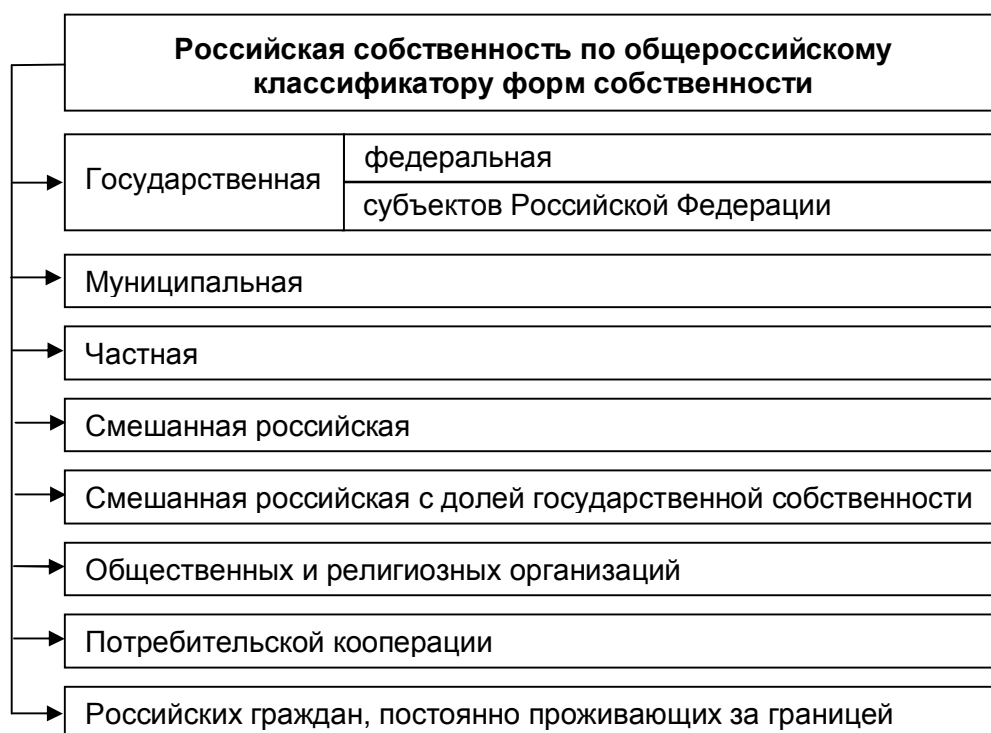 Российская собственность по общероссийскому
классификатору форм собственности
Государственная
федеральная
субъектов Российской Федерации
Муниципальная
Частная
Смешанная российская
Смешанная российская с долей государственной собственности
Общественных и религиозных организаций
Потребительской кооперации
Российских граждан, постоянно проживающих за границей